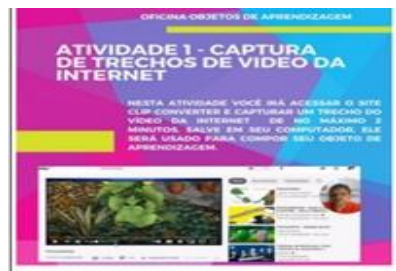 OFICINA OBJETOS DE APRENDIZAGEM
ATIVIDADE 1 - CAPTURA
DE TRECHOS DE VIDEO DA
INTERNET
NESTA ATIVIDADE VOCÊ IRÁ ACESSAR O SITE
CLIP CONVERTER E CAPTURAR UM TRECHO DO
VÍDEO DA INTERNET DE NO MÁXIMO 3
MINUTOS. SALVE EM SEU COMPUTADOR, ELE
SERÁ USADO PARA COMPOR SEU OBJETO DE
APRENDIZAGEM.